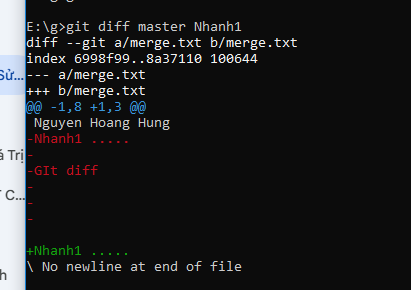 E:\g>git diff master Nhanh1
diff --git a/merge.txt b/merge.txt
index 6998f99..8a37110 100644
--- a/merge.txt
+++ b/merge.txt
@@ -1,8 +1,3 @@
 Nguyen Hoang Hung
-Nhanh1 .....
-
-GIt diff
-
-
-
+Nhanh1 .....
\ No newline at end of file
Sử...
á Trị
C...
h